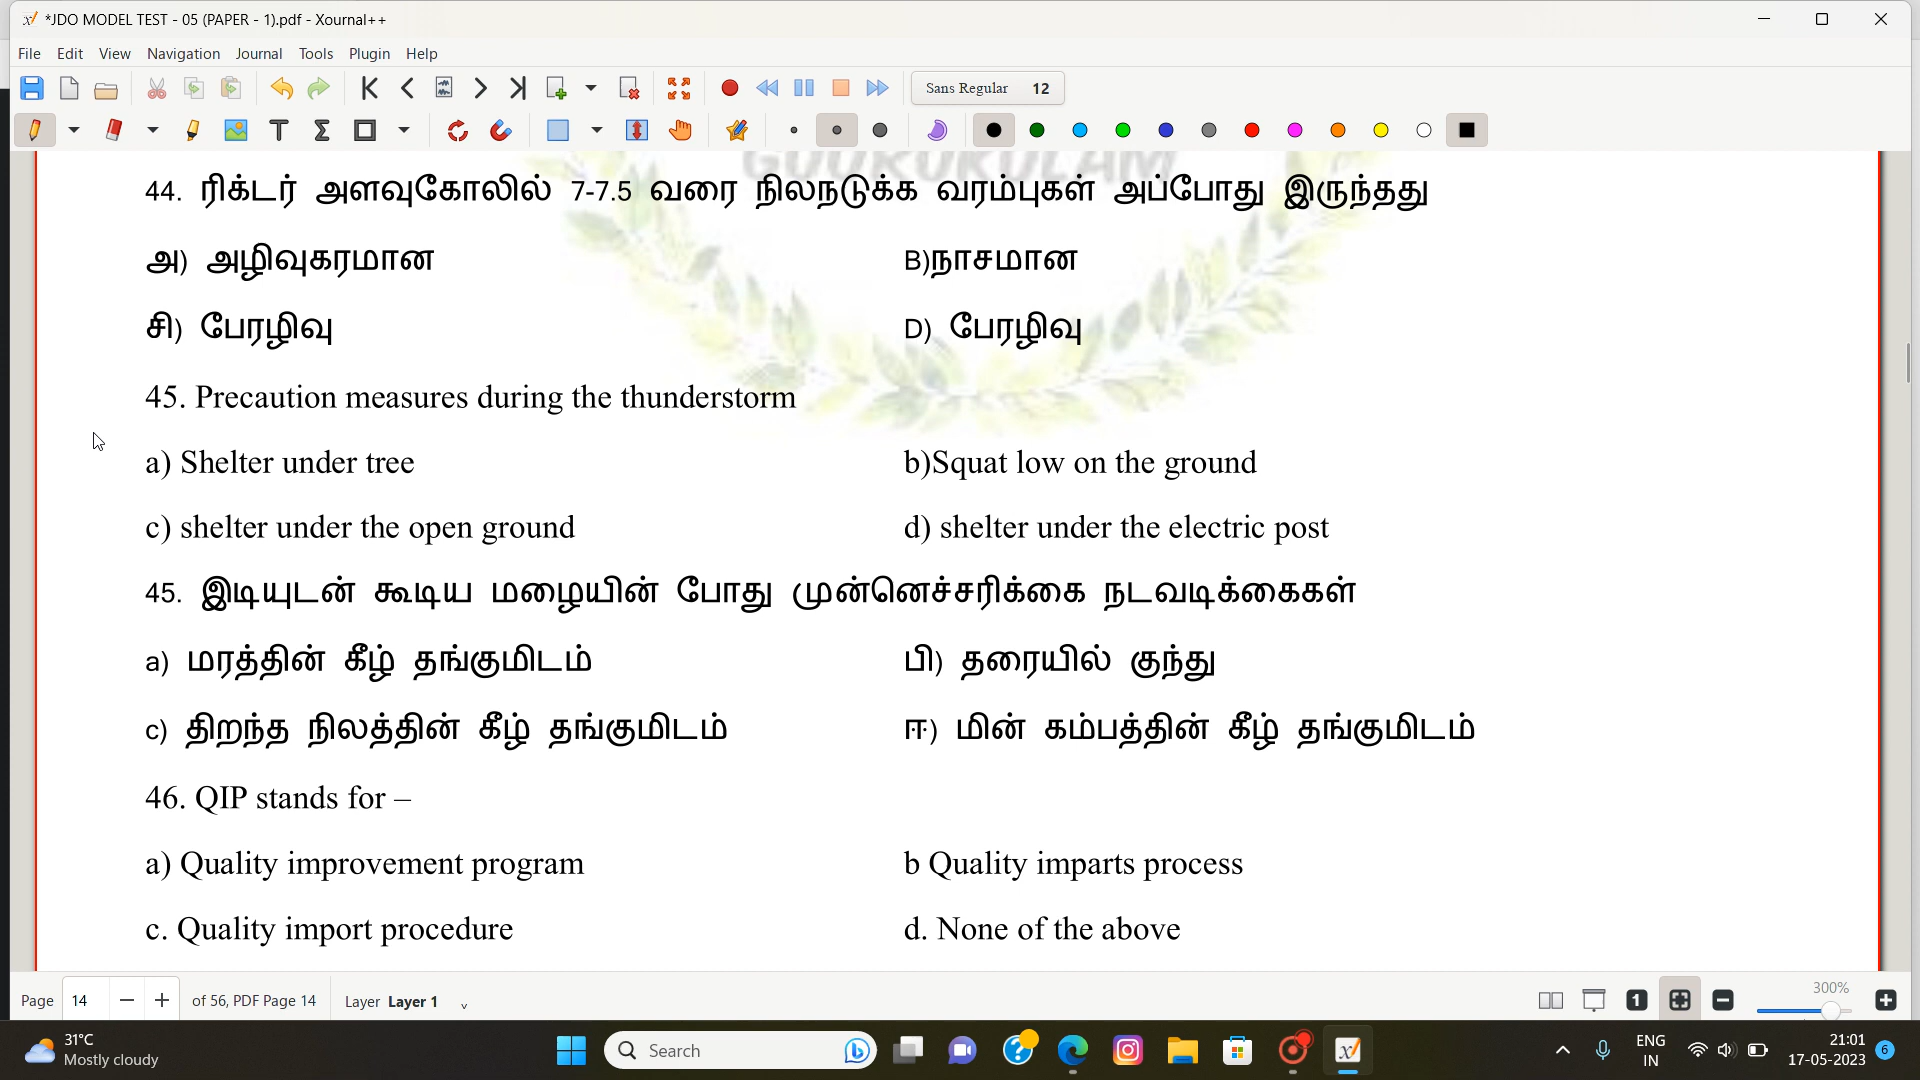 *JDO MODEL TEST - 05 (PAPER - 1).pdf - Xournal++
File Edit View Navigation Journal Tools Plugin Help
Sans Regular 12
GOORUKULAM
44. ரிக்டர் அளவுகோலில் 7-7.5 வரை நிலநடுக்க வரம்புகள் அப்போது இருந்தது
அ) அழிவுகரமான B)நாசமான
சி) பேரழிவு D) பேரழிவு
45. Precaution measures during the thunderstorm
a) Shelter under tree b)Squat low on the ground
c) shelter under the open ground d) shelter under the electric post
45. இடியுடன் கூடிய மழையின் போது முன்னெச்சரிக்கை நடவடிக்கைகள்
a) மரத்தின் கீழ் தங்குமிடம் பி) தரையில் குந்து
c) திறந்த நிலத்தின் கீழ் தங்குமிடம் ஈ) மின் கம்பத்தின் கீழ் தங்குமிடம்
46. QIP stands for –
a) Quality improvement program b Quality imparts process
c. Quality import procedure d. None of the above
Page 14 of 56, PDF Page 14 Layer Layer 1 300%
31°C
Mostly cloudy
Search
ENG
IN
21:01
17-05-2023
6